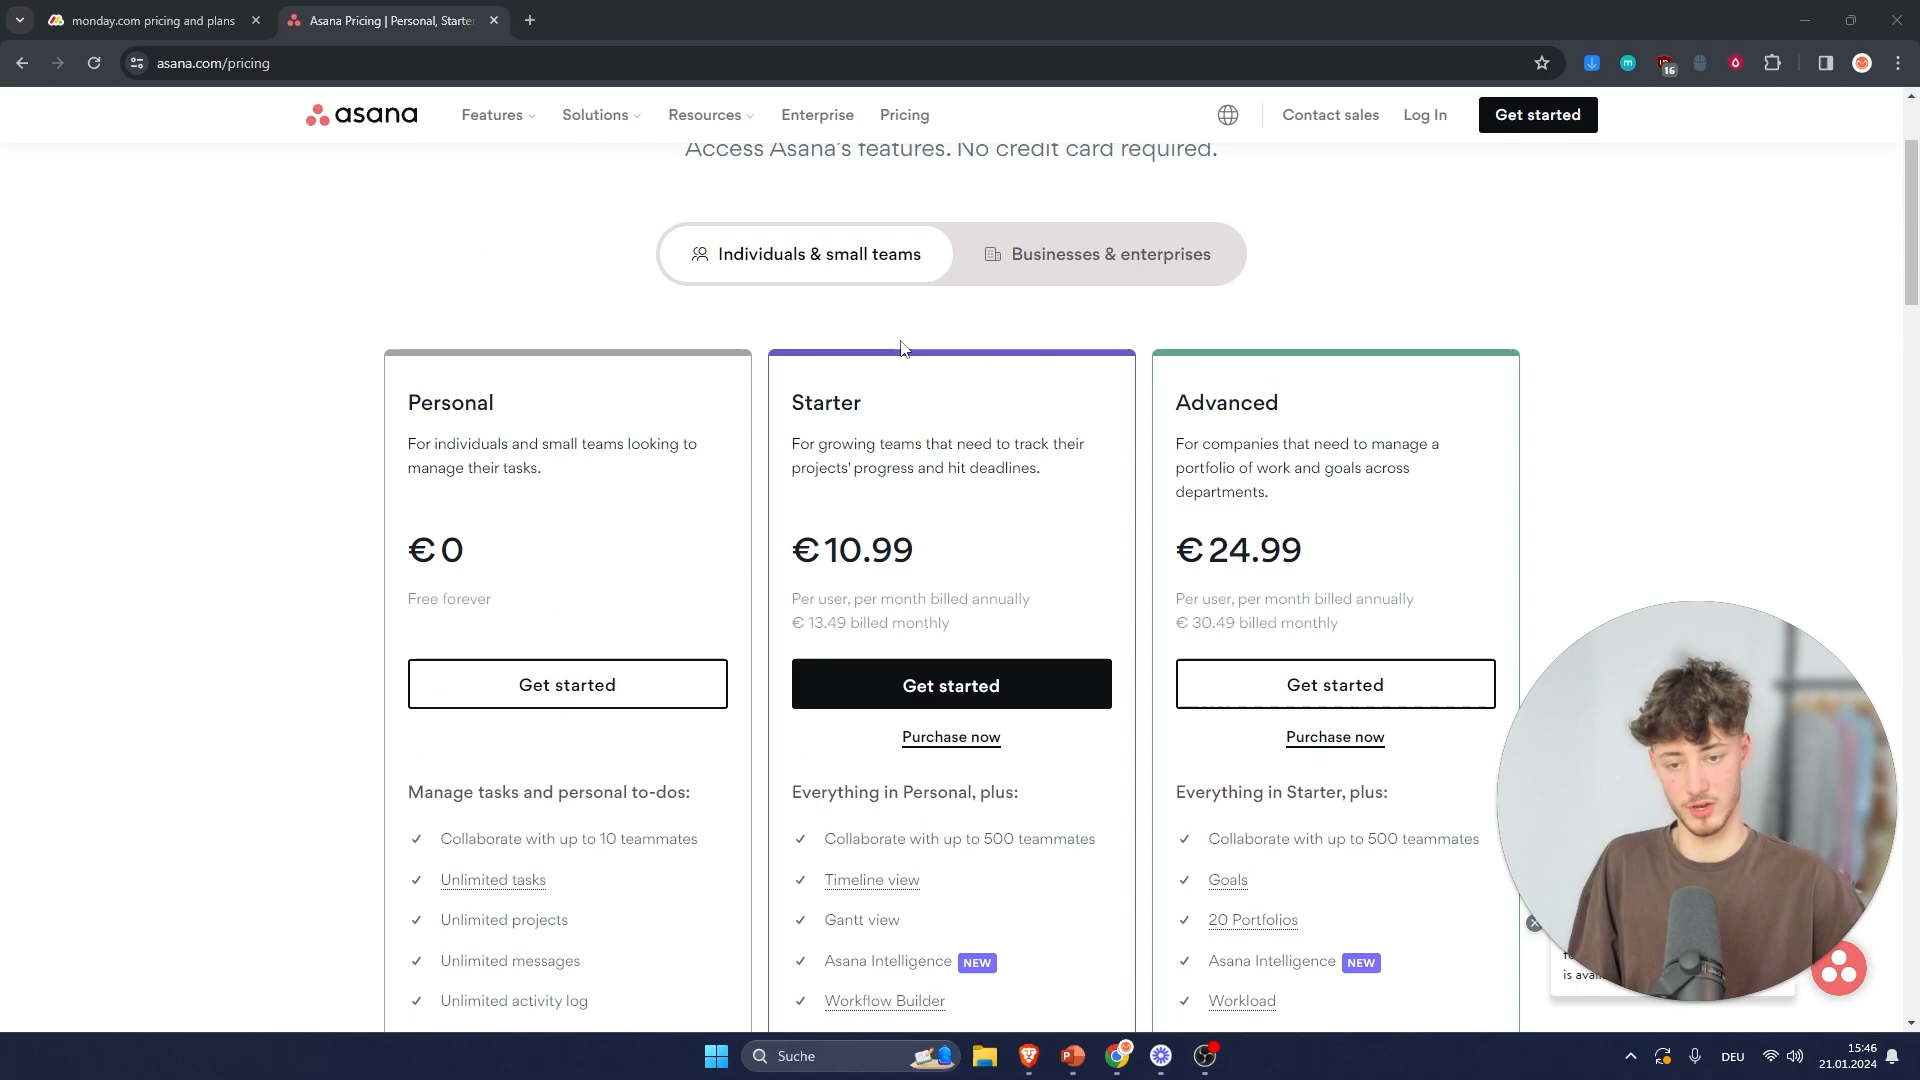 monday.com pricing and plans
Asana Pricing | Personal, Starter
asana.com/pricing
16
asana
Features
Solutions
Resources
Enterprise
Pricing
Contact sales
Log In
Get started
Access Asana's features. No credit card required.
Individuals & small teams
Businesses & enterprises
Personal
For individuals and small teams looking to
manage their tasks.
€0
Free forever
Get started
Manage tasks and personal to-dos:
Collaborate with up to 10 teammates
Unlimited tasks
Unlimited projects
Unlimited messages
Unlimited activity log
Starter
For growing teams that need to track their
projects' progress and hit deadlines.
€10.99
Per user, per month billed annually
€ 13.49 billed monthly
Get started
Purchase now
Everything in Personal, plus:
Collaborate with up to 500 teammates
Timeline view
Gantt view
Asana Intelligence NEW
Workflow Builder
Advanced
For companies that need to manage a
portfolio of work and goals across
departments.
€24.99
Per user, per month billed annually
€ 30.49 billed monthly
Get started
Purchase now
Everything in Starter, plus:
Collaborate with up to 500 teammates
Goals
20 Portfolios
Asana Intelligence NEW
Workload
Suche
DEU
15:46
21.01.2024